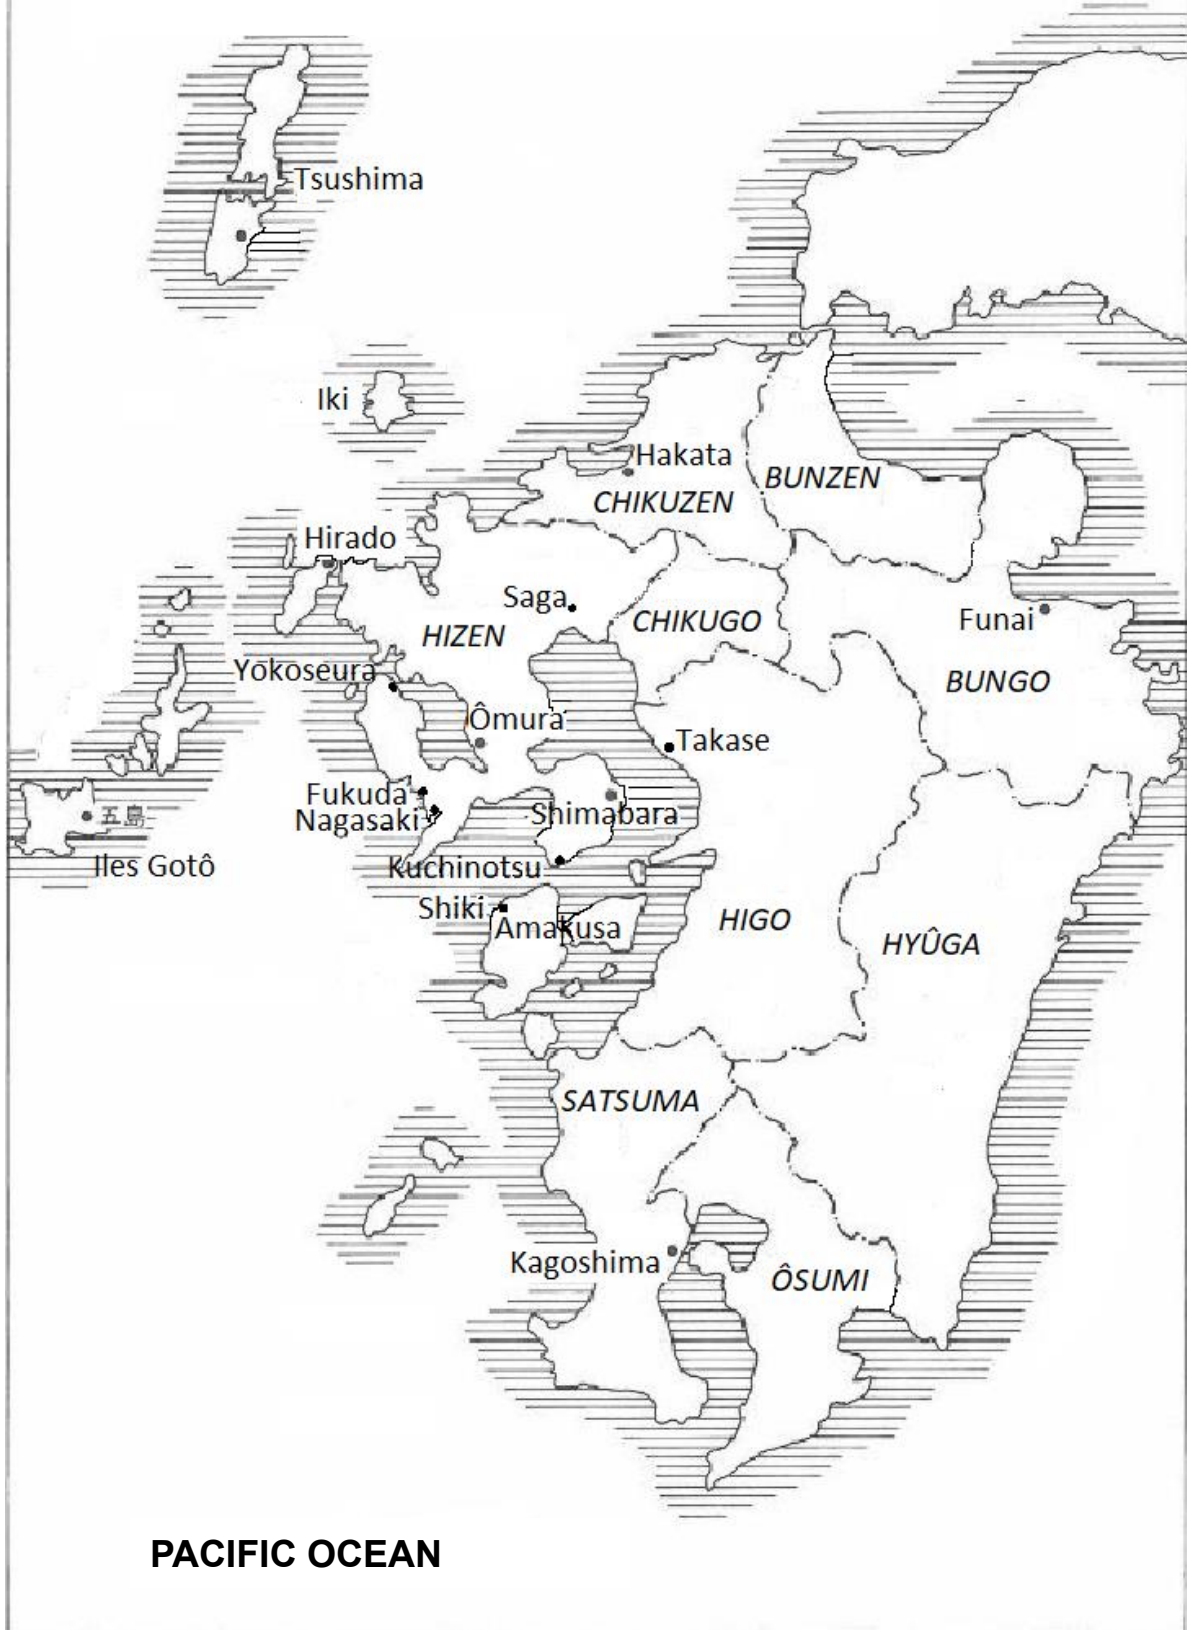 Tsushima
Iki
Hakata
BUNZEN
CHIKUZEN
Hirado
Saga
CHIKUGO
Funai
HIZEN
Yokoseura
BUNGO
Ômura
Takase
Fukuda
Nagasaki
Shimabara
五島
Iles Gotô
Kuchinotsu
Shiki
Amakusa
HIGO
HYÛGA
SATSUMA
Kagoshima
ÔSUMI
PACIFIC OCEAN